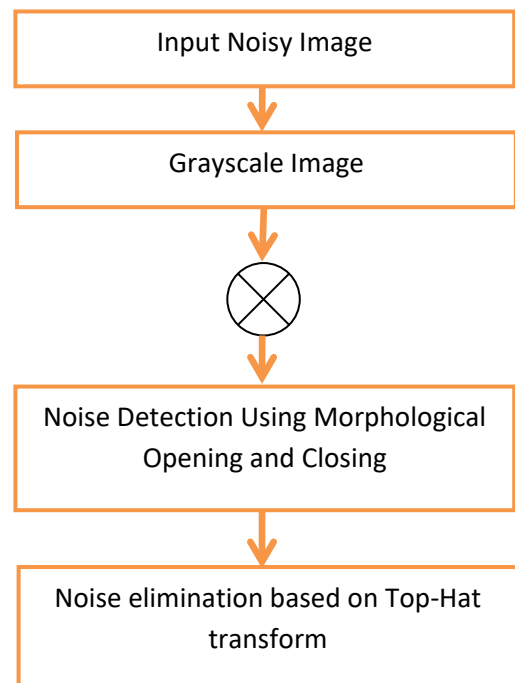 Input Noisy Image
Grayscale Image
Noise Detection Using Morphological
Opening and Closing
Noise elimination based on Top-Hat
transform